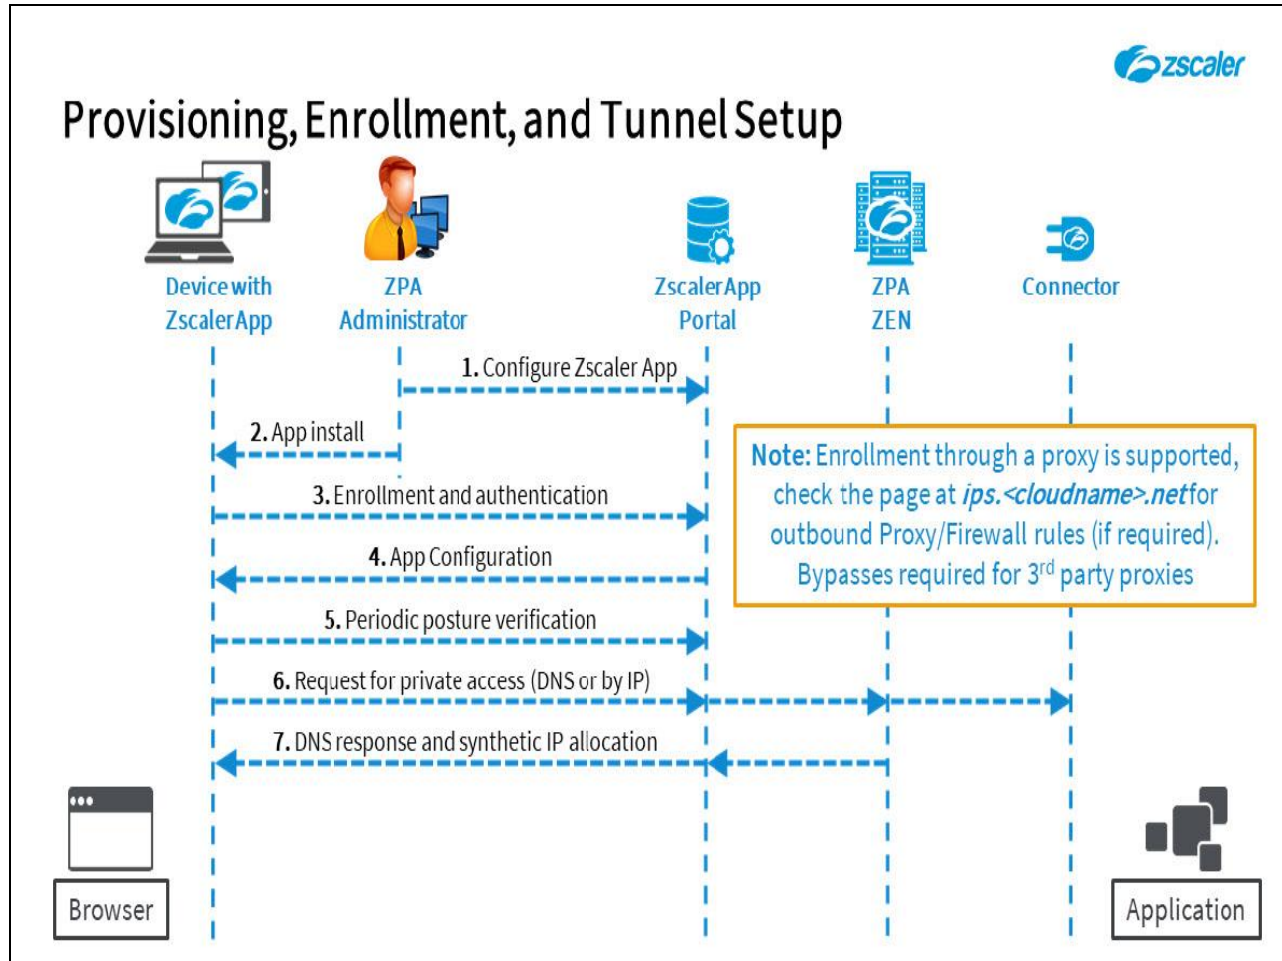 zscaler
Provisioning, Enrollment, and Tunnel Setup
Device with
ZscalerApp
ZPA
Administrator
ZscalerApp
Portal
ZPA
ZEN
Connector
1. Configure Zscaler App
2. App install
3. Enrollment and authentication
4. App Configuration
5. Periodic posture verification
6. Request for private access (DNS or by IP)
7. DNS response and synthetic IP allocation
Note: Enrollment through a proxy is supported,
check the page at ips.<cloudname>.net for
outbound Proxy/Firewall rules (if required).
Bypasses required for 3rd party proxies
Browser
Application